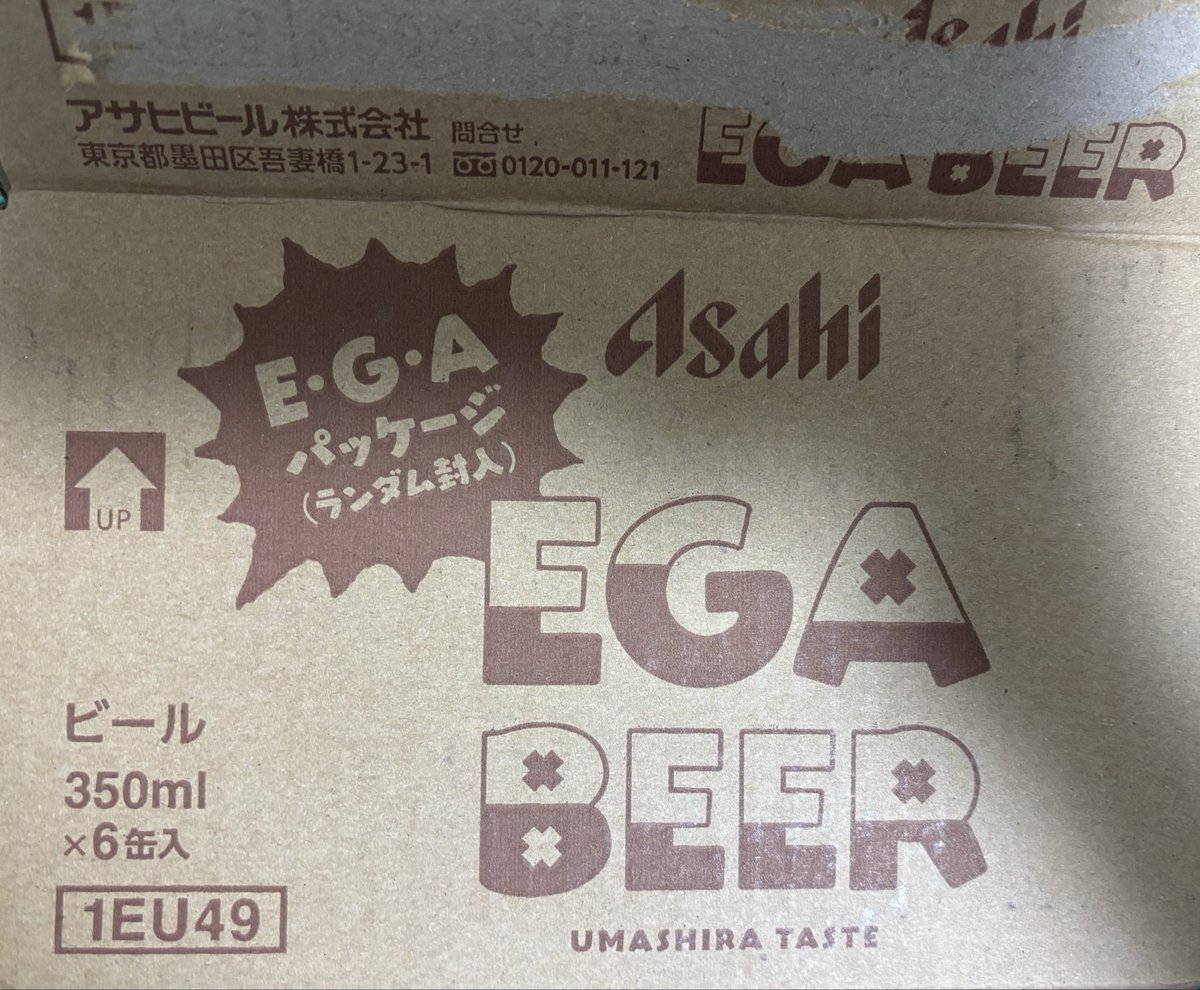 Asahi
アサヒビール株式会社
東京都墨田区吾妻橋1-23-1
問合せ
0120-011-121
EGA BEER
E・G・A
パッケージ
(ランダム封入)
Asahi
UP
EGA
BEER
UMASHIRA TASTE
ビール
350ml
×6缶入
1EU49